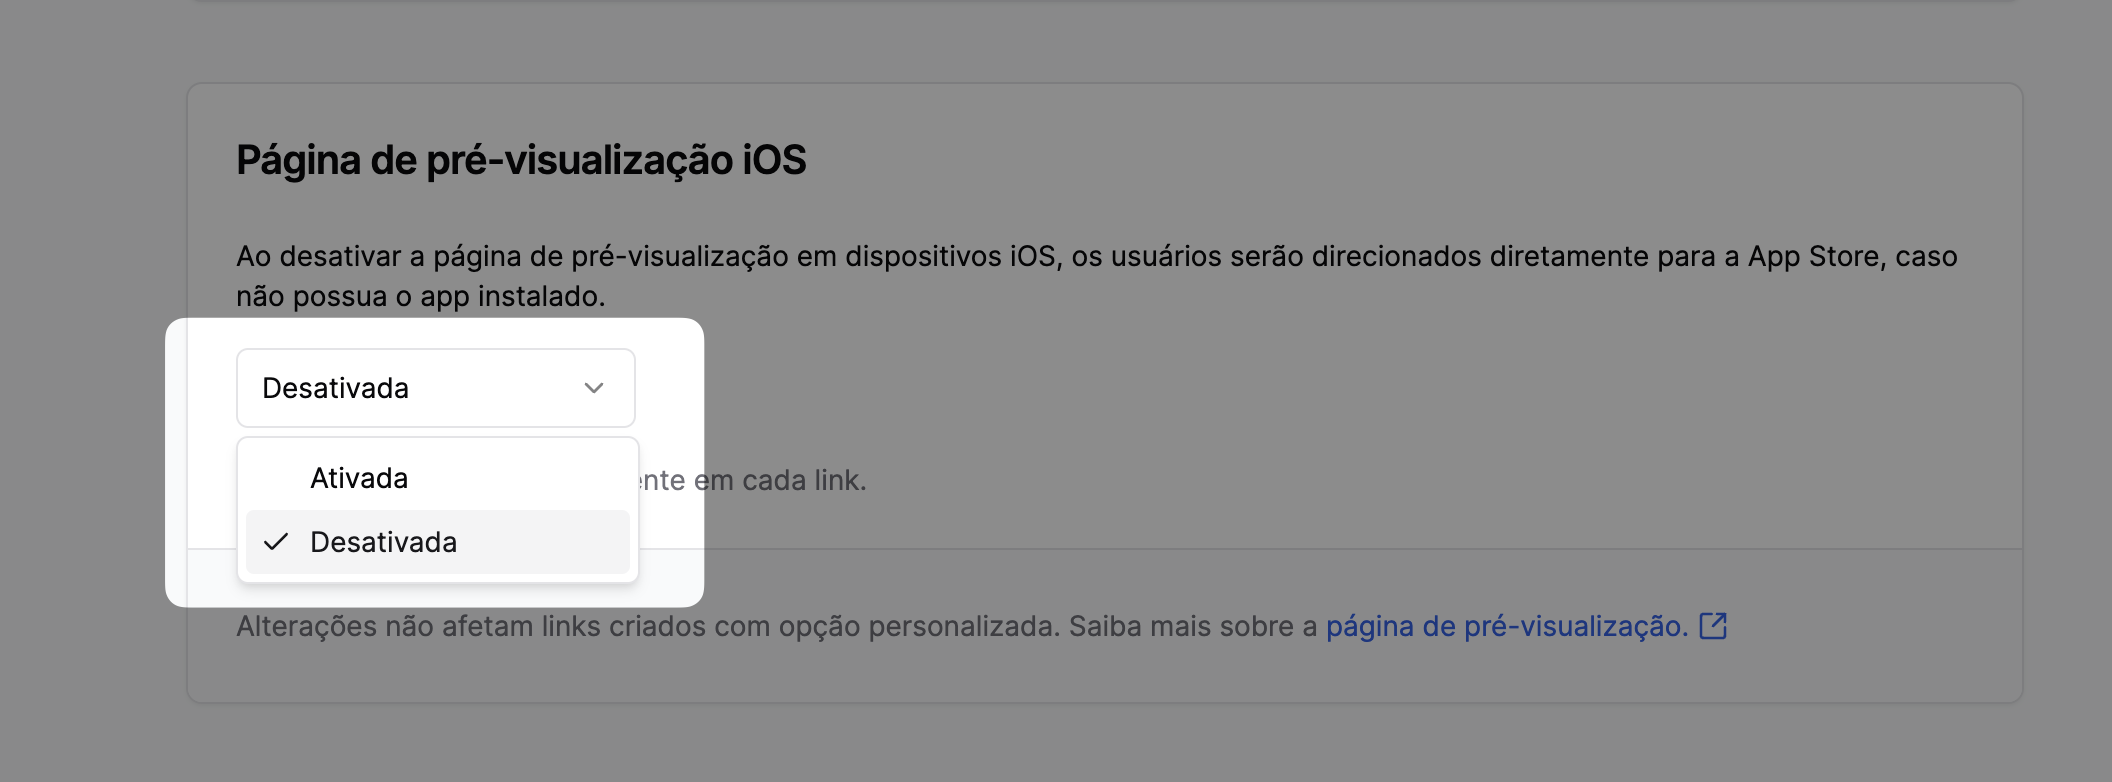 Página de pré-visualização iOS
Ao desativar a página de pré-visualização em dispositivos iOS, os usuários serão direcionados diretamente para a App Store, caso
não possua o app instalado.
Desativada
Ativada
em cada link.
Desativada
Alterações não afetam links criados com opção personalizada. Saiba mais sobre a página de pré-visualização.